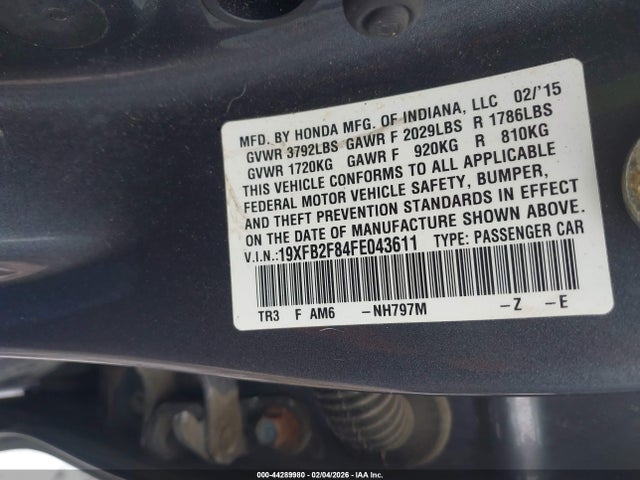 MFD. BY HONDA MFG. OF INDIANA, LLC 02/'15
GVWR 3792LBS GAWR F 2029LBS R 1786LBS
GVWR 1720KG GAWR F 920KG R 810KG
THIS VEHICLE CONFORMS TO ALL APPLICABLE
FEDERAL MOTOR VEHICLE SAFETY, BUMPER,
AND THEFT PREVENTION STANDARDS IN EFFECT
ON THE DATE OF MANUFACTURE SHOWN ABOVE.
V.I.N.:19XFB2F84FE043611 TYPE: PASSENGER CAR
TR3 F AM6 -NH797M -Z -E
000-44289980 - 02/04/2026 - IAA Inc.